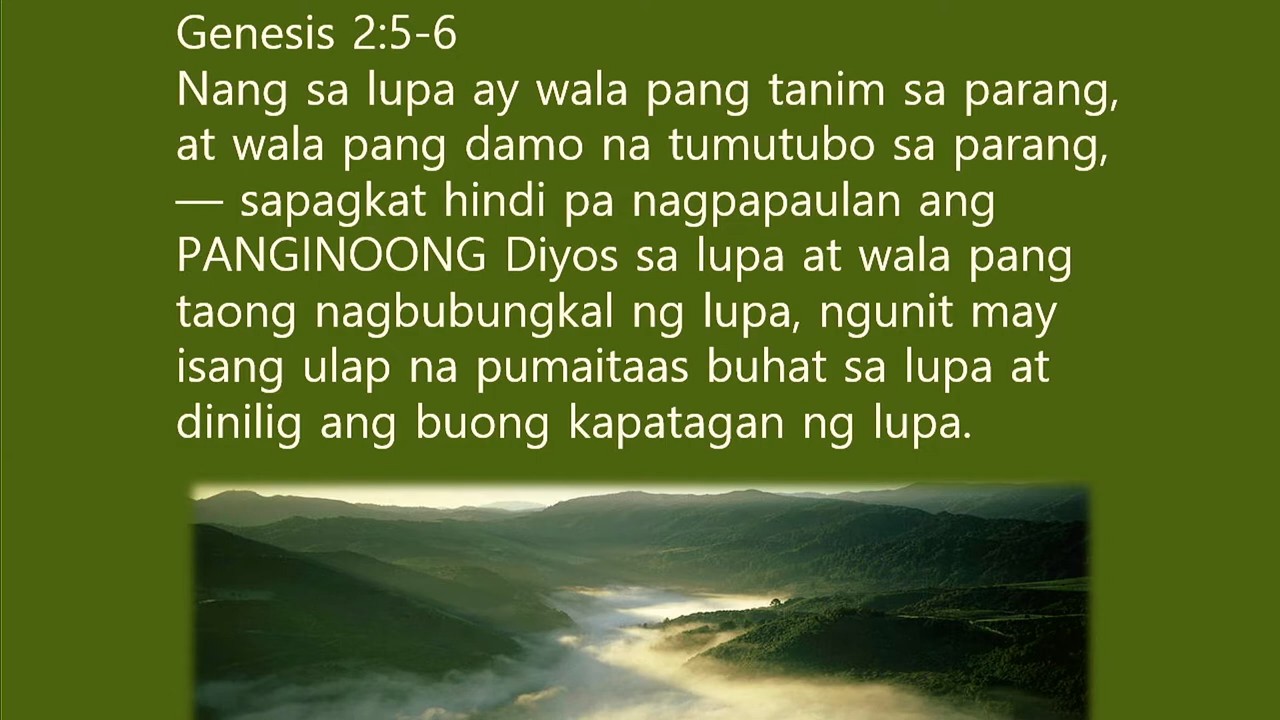 Genesis 2:5-6
Nang sa lupa ay wala pang tanim sa parang,
at wala pang damo na tumutubo sa parang,
— sapagkat hindi pa nagpapaulan ang
PANGINOONG Diyos sa lupa at wala pang
taong nagbubungkal ng lupa, ngunit may
isang ulap na pumaitaas buhat sa lupa at
dinilig ang buong kapatagan ng lupa.